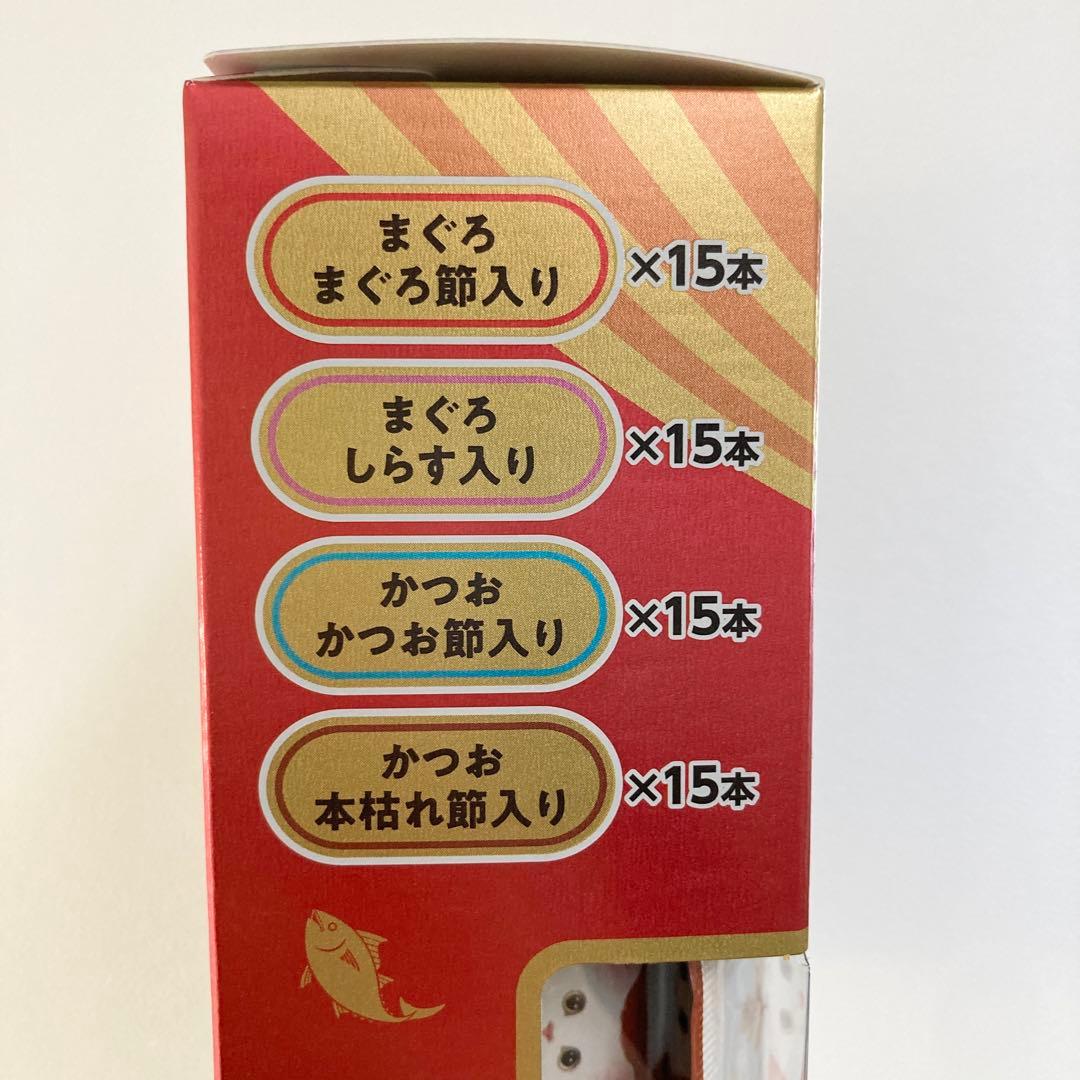 まぐろ
まぐろ節入り
×15本
まぐろ
しらす入り
×15本
かつお
かつお節入り
×15本
かつお
本枯れ節入り
×15本